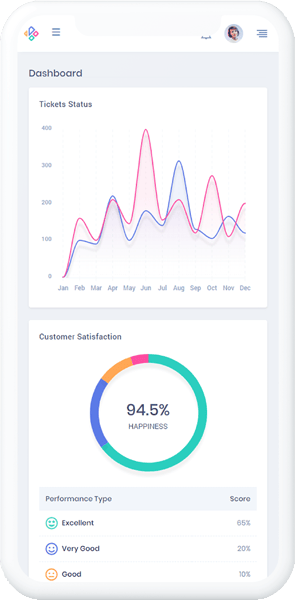 Dashboard
Tickets Status
400
300
200
100
0
Jan Feb Mar Apr May Jun Jul Aug Sep Oct Nov Dec
Customer Satisfaction
94.5%
HAPPINESS
Performance Type Score
Excellent 65%
Very Good 20%
Good 10%